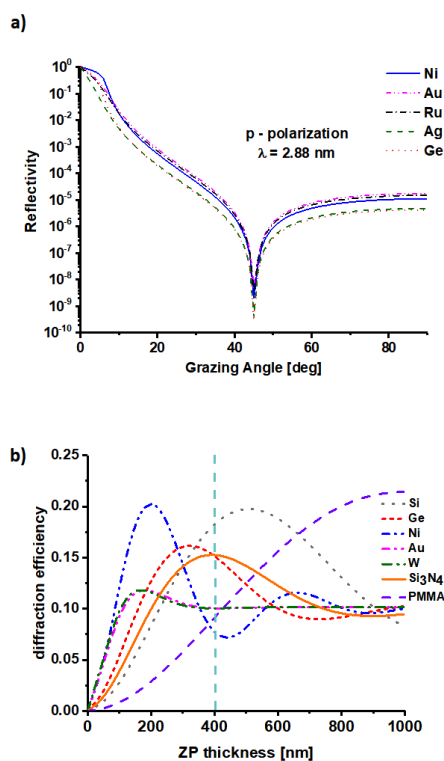 a)
10⁰
10⁻¹
10⁻²
10⁻³
10⁻⁴
10⁻⁵
10⁻⁶
10⁻⁷
10⁻⁸
10⁻⁹
10⁻¹⁰
Reflectivity
Ni
Au
Ru
Ag
Ge
p - polarization
λ = 2.88 nm
0 20 40 60 80
Grazing Angle [deg]
b)
0.25
0.20
0.15
0.10
0.05
0.00
diffraction efficiency
Si
Ge
Ni
Au
W
Si₃N₄
PMMA
0 200 400 600 800 1000
ZP thickness [nm]